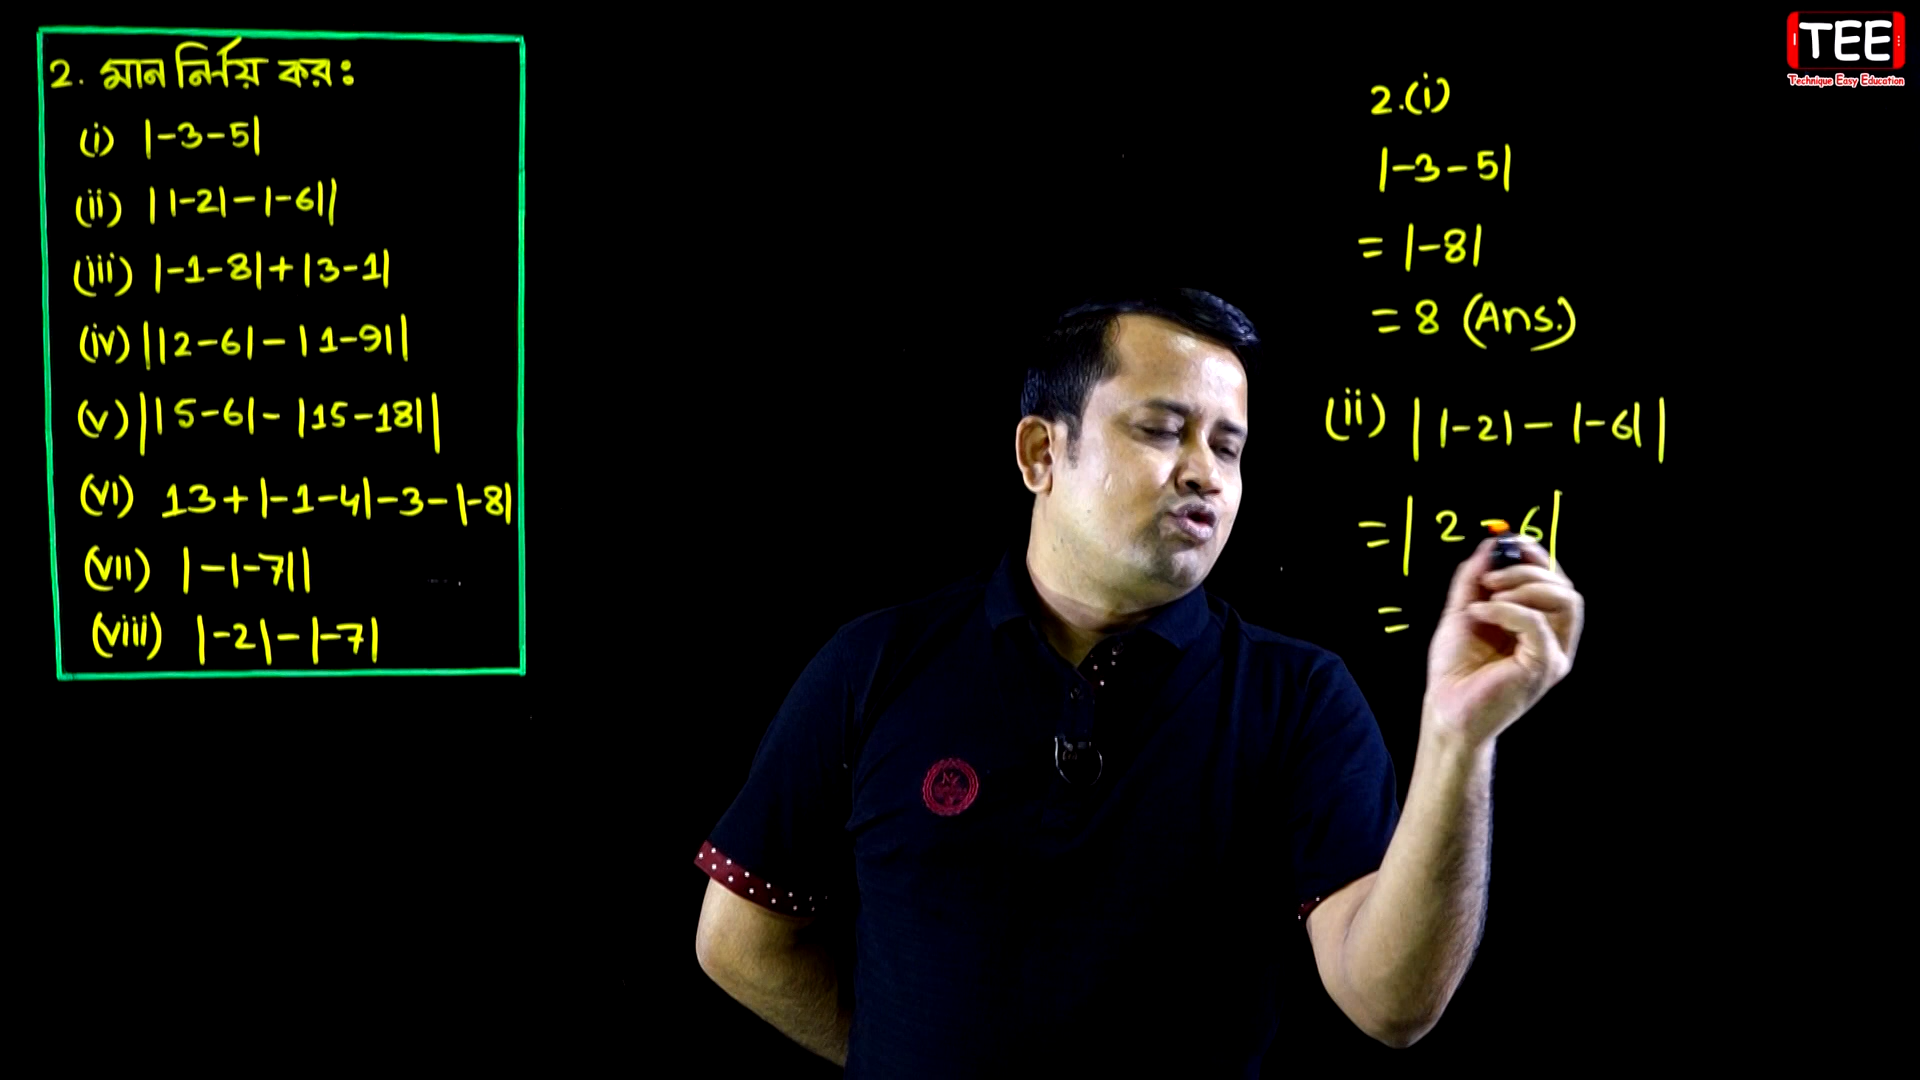 2. মান নির্ণয় কর:
(i) |-3-5|
(ii) ||-2|-|-6||
(iii) |-1-8|+|3-1|
(iv) ||2-6|-|1-9||
(v) ||5-6|-|15-18||
(vi) 13+|-1-4|-3-|-8|
(vii) |-|-7||
(viii) |-2|-|-7|
TEE
Technique Easy Education
2.(i)
|-3-5|
= |-8|
= 8 (Ans.)
(ii) ||-2|-|-6||
= |2-6|
=